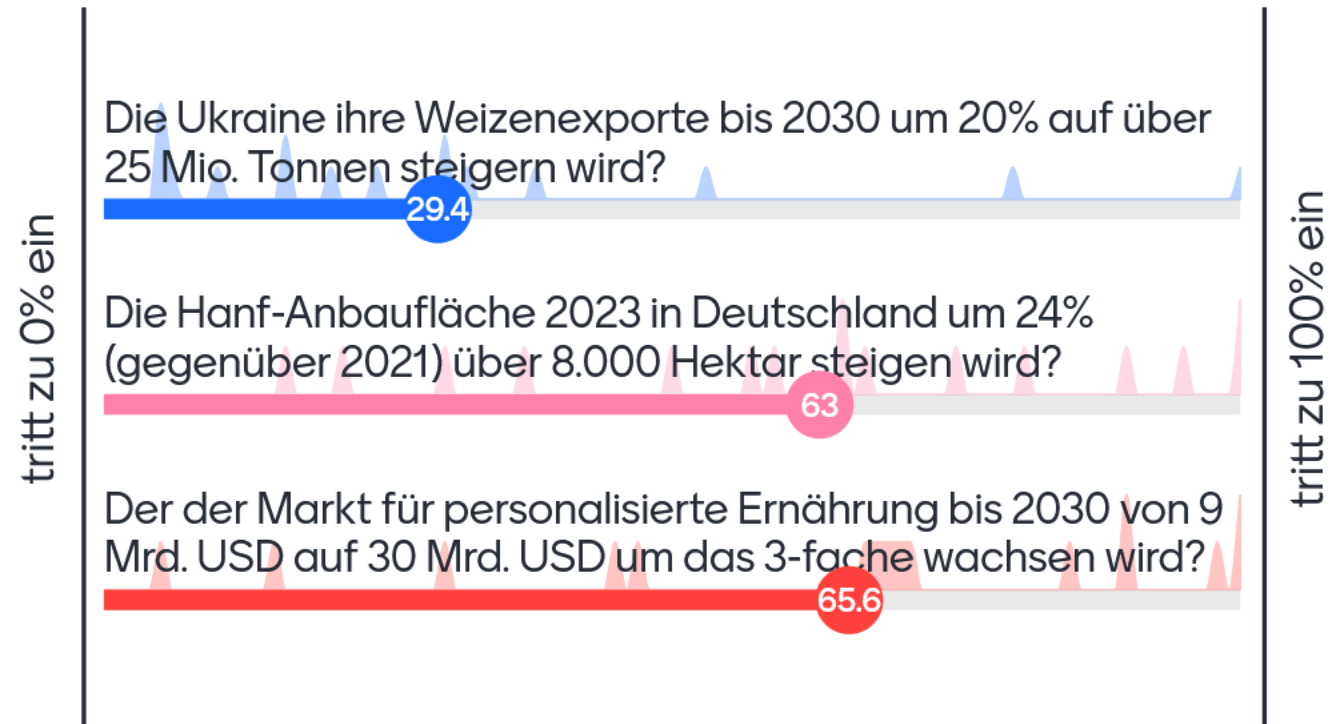 Die Ukraine ihre Weizenexporte bis 2030 um 20% auf über
25 Mio. Tonnen steigern wird?
29.4
tritt zu 0% ein
tritt zu 100% ein
Die Hanf-Anbaufläche 2023 in Deutschland um 24%
(gegenüber 2021) über 8.000 Hektar steigen wird?
63
Der der Markt für personalisierte Ernährung bis 2030 von 9
Mrd. USD auf 30 Mrd. USD um das 3-fache wachsen wird?
65.6